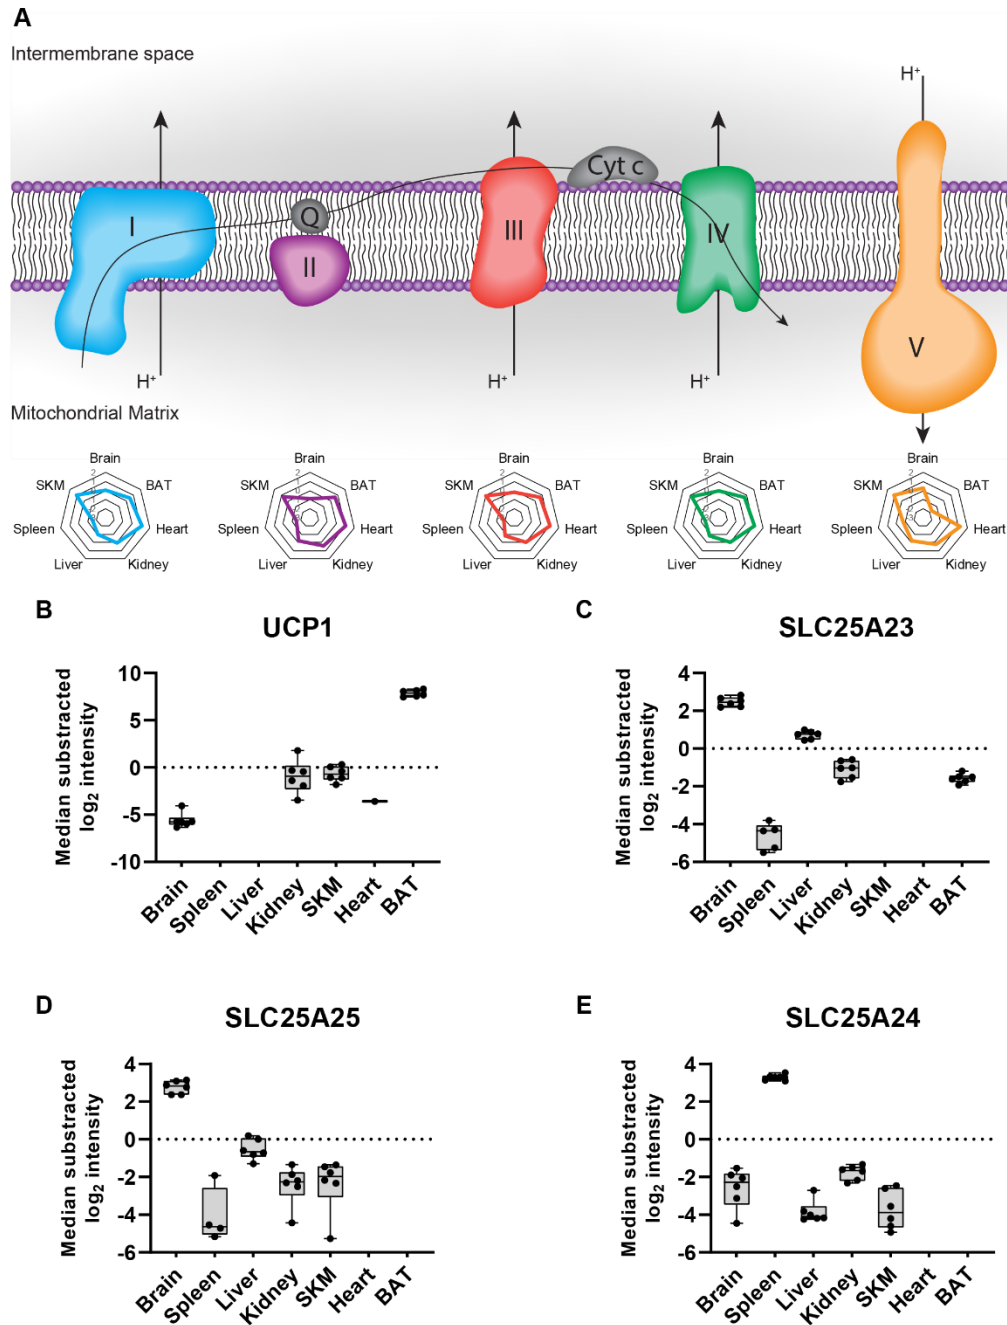 A
Intermembrane space
H+
I
Q
II
III
Cyt c
IV
V
H+
H+
H+
Mitochondrial Matrix
Brain
BAT
Heart
Kidney
Liver
Spleen
SKM
2
Brain
BAT
Heart
Kidney
Liver
Spleen
SKM
2
Brain
BAT
Heart
Kidney
Liver
Spleen
SKM
2
Brain
BAT
Heart
Kidney
Liver
Spleen
SKM
2
Brain
BAT
Heart
Kidney
Liver
Spleen
SKM
2
B
UCP1
Median substracted
log2 intensity
10
5
0
-5
-10
Brain
Spleen
Liver
Kidney
SKM
Heart
BAT
C
SLC25A23
Median substracted
log2 intensity
4
2
0
-2
-4
-6
Brain
Spleen
Liver
Kidney
SKM
Heart
BAT
D
SLC25A25
Median substracted
log2 intensity
4
2
0
-2
-4
-6
Brain
Spleen
Liver
Kidney
SKM
Heart
BAT
E
SLC25A24
Median substracted
log2 intensity
4
2
0
-2
-4
-6
Brain
Spleen
Liver
Kidney
SKM
Heart
BAT